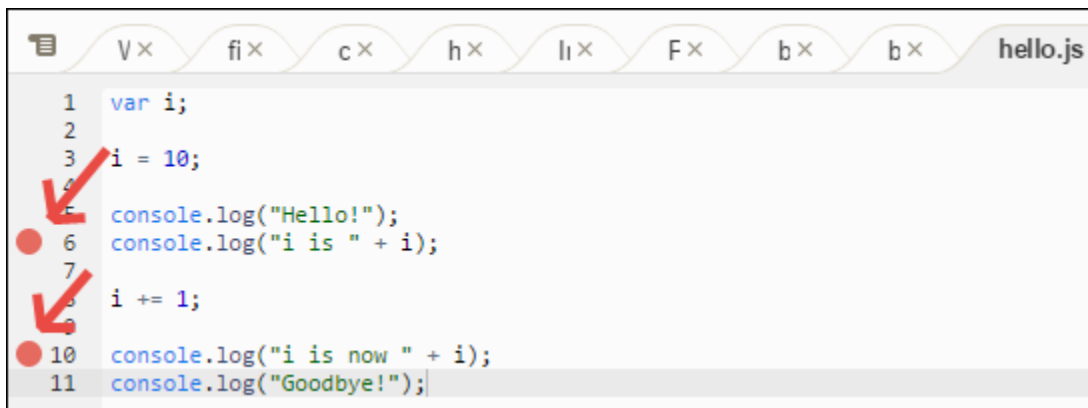 V × fi × c × h × × F × b × b × hello.js
1 var i;
2
3 i = 10;
4
5 console.log("Hello!");
6 console.log("i is " + i);
7
8 i += 1;
9
10 console.log("i is now " + i);
11 console.log("Goodbye!");